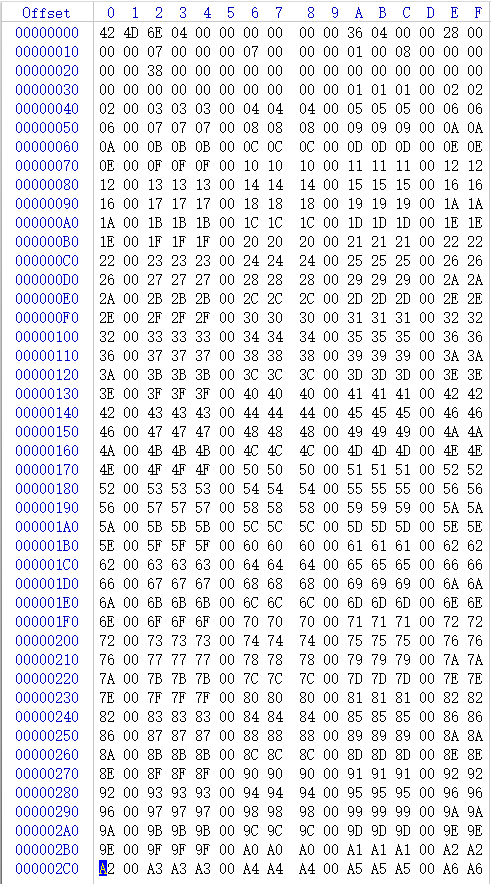 Offset 0 1 2 3 4 5 6 7 8 9 A B C D E F
00000000 42 4D 6E 04 00 00 00 00 00 00 36 04 00 00 28 00
00000010 00 00 07 00 00 00 07 00 00 00 01 00 08 00 00 00
00000020 00 00 38 00 00 00 00 00 00 00 00 00 00 00 00 00
00000030 00 00 00 00 00 00 00 00 00 00 01 01 01 00 02 02
00000040 02 00 03 03 03 00 04 04 04 00 05 05 05 00 06 06
00000050 06 00 07 07 07 00 08 08 08 00 09 09 09 00 0A 0A
00000060 0A 00 0B 0B 0B 00 0C 0C 0C 00 0D 0D 0D 00 0E 0E
00000070 0E 00 0F 0F 0F 00 10 10 10 00 11 11 11 00 12 12
00000080 12 00 13 13 13 00 14 14 14 00 15 15 15 00 16 16
00000090 16 00 17 17 17 00 18 18 18 00 19 19 19 00 1A 1A
000000A0 1A 00 1B 1B 1B 00 1C 1C 1C 00 1D 1D 1D 00 1E 1E
000000B0 1E 00 1F 1F 1F 00 20 20 20 00 21 21 21 00 22 22
000000C0 22 00 23 23 23 00 24 24 24 00 25 25 25 00 26 26
000000D0 26 00 27 27 27 00 28 28 28 00 29 29 29 00 2A 2A
000000E0 2A 00 2B 2B 2B 00 2C 2C 2C 00 2D 2D 2D 00 2E 2E
000000F0 2E 00 2F 2F 2F 00 30 30 30 00 31 31 31 00 32 32
00000100 32 00 33 33 33 00 34 34 34 00 35 35 35 00 36 36
00000110 36 00 37 37 37 00 38 38 38 00 39 39 39 00 3A 3A
00000120 3A 00 3B 3B 3B 00 3C 3C 3C 00 3D 3D 3D 00 3E 3E
00000130 3E 00 3F 3F 3F 00 40 40 40 00 41 41 41 00 42 42
00000140 42 00 43 43 43 00 44 44 44 00 45 45 45 00 46 46
00000150 46 00 47 47 47 00 48 48 48 00 49 49 49 00 4A 4A
00000160 4A 00 4B 4B 4B 00 4C 4C 4C 00 4D 4D 4D 00 4E 4E
00000170 4E 00 4F 4F 4F 00 50 50 50 00 51 51 51 00 52 52
00000180 52 00 53 53 53 00 54 54 54 00 55 55 55 00 56 56
00000190 56 00 57 57 57 00 58 58 58 00 59 59 59 00 5A 5A
000001A0 5A 00 5B 5B 5B 00 5C 5C 5C 00 5D 5D 5D 00 5E 5E
000001B0 5E 00 5F 5F 5F 00 60 60 60 00 61 61 61 00 62 62
000001C0 62 00 63 63 63 00 64 64 64 00 65 65 65 00 66 66
000001D0 66 00 67 67 67 00 68 68 68 00 69 69 69 00 6A 6A
000001E0 6A 00 6B 6B 6B 00 6C 6C 6C 00 6D 6D 6D 00 6E 6E
000001F0 6E 00 6F 6F 6F 00 70 70 70 00 71 71 71 00 72 72
00000200 72 00 73 73 73 00 74 74 74 00 75 75 75 00 76 76
00000210 76 00 77 77 77 00 78 78 78 00 79 79 79 00 7A 7A
00000220 7A 00 7B 7B 7B 00 7C 7C 7C 00 7D 7D 7D 00 7E 7E
00000230 7E 00 7F 7F 7F 00 80 80 80 00 81 81 81 00 82 82
00000240 82 00 83 83 83 00 84 84 84 00 85 85 85 00 86 86
00000250 86 00 87 87 87 00 88 88 88 00 89 89 89 00 8A 8A
00000260 8A 00 8B 8B 8B 00 8C 8C 8C 00 8D 8D 8D 00 8E 8E
00000270 8E 00 8F 8F 8F 00 90 90 90 00 91 91 91 00 92 92
00000280 92 00 93 93 93 00 94 94 94 00 95 95 95 00 96 96
00000290 96 00 97 97 97 00 98 98 98 00 99 99 99 00 9A 9A
000002A0 9A 00 9B 9B 9B 00 9C 9C 9C 00 9D 9D 9D 00 9E 9E
000002B0 9E 00 9F 9F 9F 00 A0 A0 A0 00 A1 A1 A1 00 A2 A2
000002C0 A2 00 A3 A3 A3 00 A4 A4 A4 00 A5 A5 A5 00 A6 A6